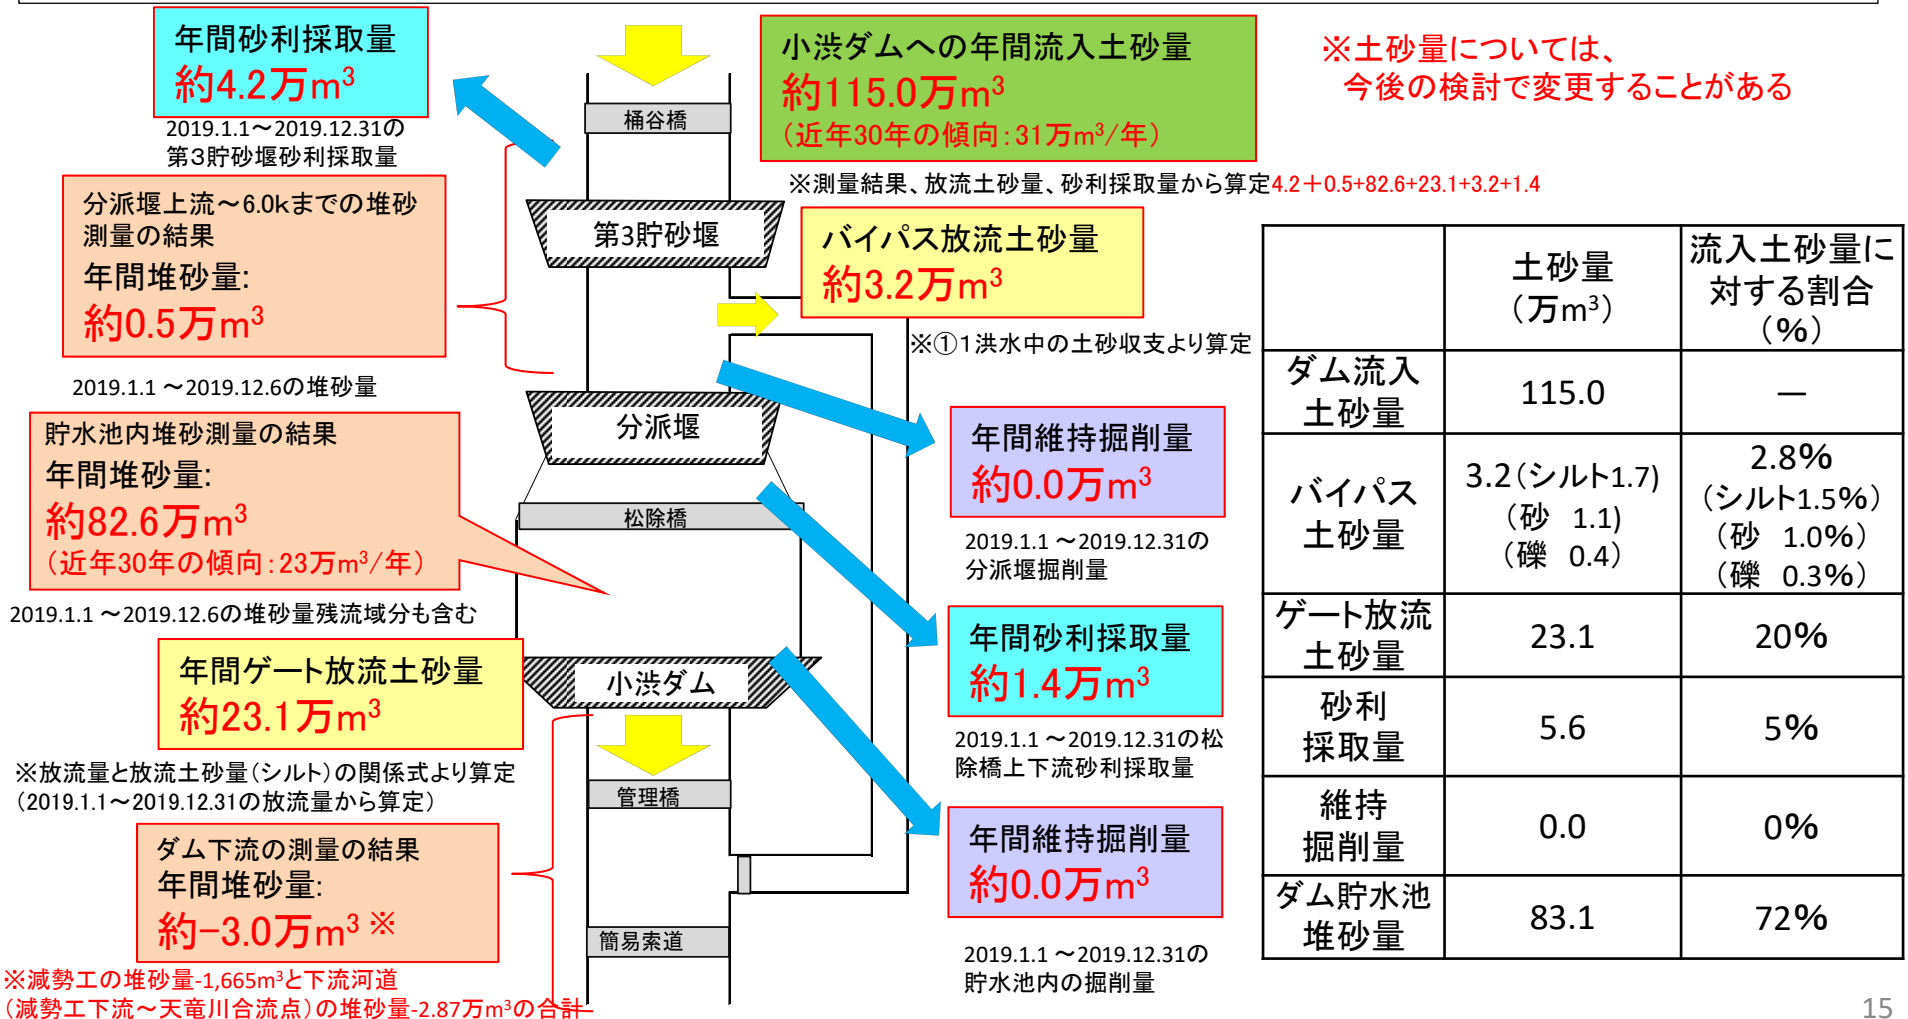 年間砂利採取量
約4.2万m³
2019.1.1～2019.12.31の
第3貯砂堰砂利採取量
小渋ダムへの年間流入土砂量
約115.0万m³
（近年30年の傾向：31万m³/年）
※測量結果、放流土砂量、砂利採取量から算定4.2＋0.5+82.6+23.1+3.2+1.4
※土砂量については、
今後の検討で変更することがある
桶谷橋
分派堰上流～6.0kまでの堆砂
測量の結果
年間堆砂量:
約0.5万m³
2019.1.1 ～2019.12.6の堆砂量
第3貯砂堰
バイパス放流土砂量
約3.2万m³
※①1洪水中の土砂収支より算定
分派堰
年間維持掘削量
約0.0万m³
2019.1.1 ～2019.12.31の
分派堰掘削量
貯水池内堆砂測量の結果
年間堆砂量:
約82.6万m³
（近年30年の傾向：23万m³/年）
2019.1.1 ～2019.12.6の堆砂量残流域分も含む
松除橋
年間砂利採取量
約1.4万m³
2019.1.1 ～2019.12.31の松
除橋上下流砂利採取量
年間ゲート放流土砂量
約23.1万m³
※放流量と放流土砂量（シルト）の関係式より算定
（2019.1.1～2019.12.31の放流量から算定）
小渋ダム
管理橋
年間維持掘削量
約0.0万m³
2019.1.1 ～2019.12.31の
貯水池内の掘削量
ダム下流の測量の結果
年間堆砂量:
約−3.0万m³ ※
簡易索道
※減勢工の堆砂量-1,665m³と下流河道
（減勢工下流～天竜川合流点）の堆砂量-2.87万m³の合計
土砂量
（万m³）
流入土砂量に
対する割合
（%）
ダム流入
土砂量
115.0
—
バイパス
土砂量
3.2（シルト1.7）
（砂 1.1）
（礫 0.4）
2.8%
（シルト1.5%）
（砂 1.0%）
（礫 0.3%）
ゲート放流
土砂量
23.1
20%
砂利
採取量
5.6
5%
維持
掘削量
0.0
0%
ダム貯水池
堆砂量
83.1
72%
15